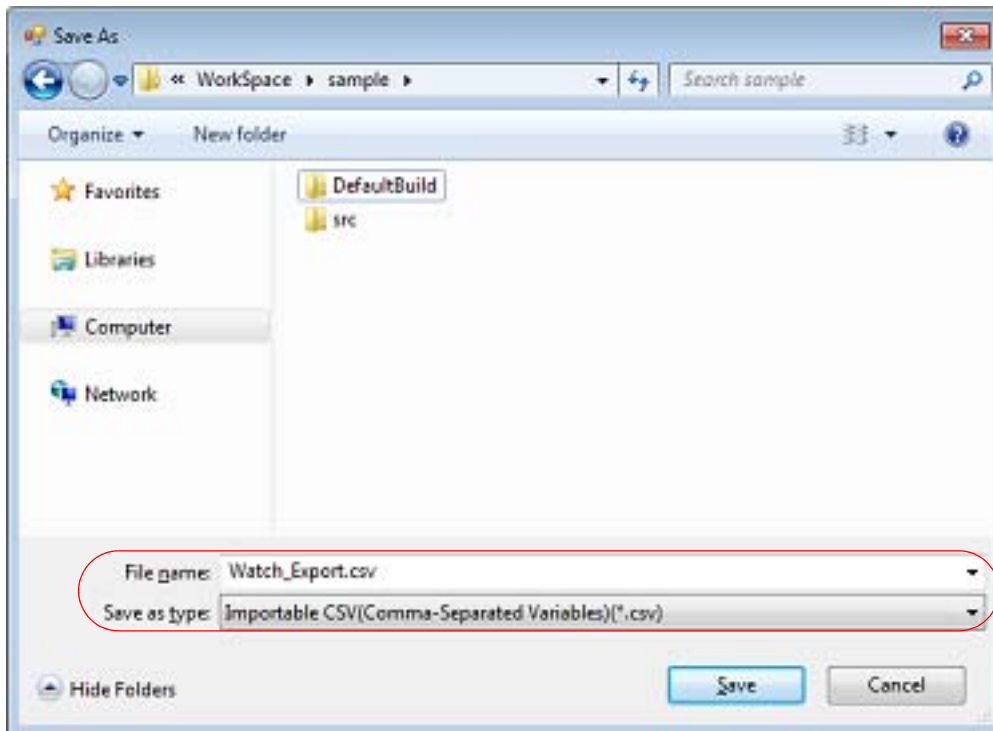 Save As
« WorkSpace ▸ sample ▸
Search sample
Organize
New folder
Favorites
DefaultBuild
src
Libraries
Computer
Network
File name: Watch_Export.csv
Save as type: Importable CSV(Comma-Separated Variables)(*.csv)
Hide Folders
Save
Cancel